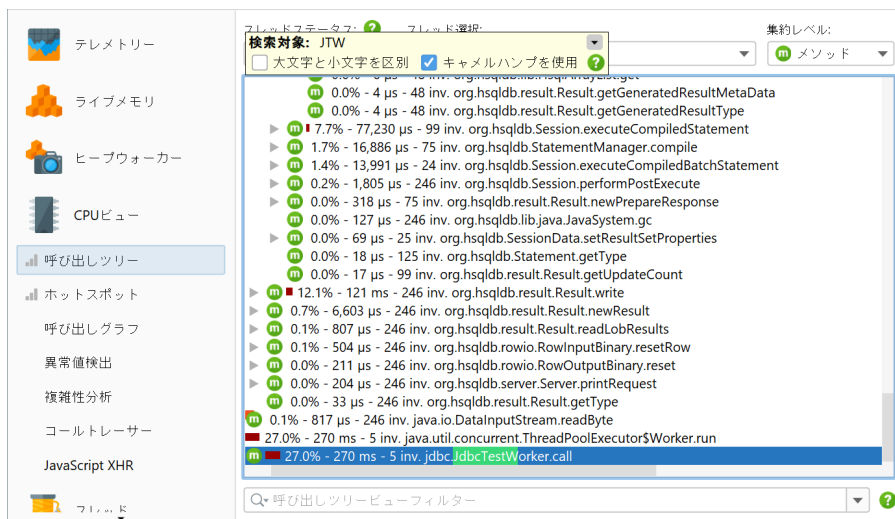 テレメトリー
ライブメモリ
ヒープウォーカー
CPUビュー
呼び出しツリー
ホットスポット
呼び出しグラフ
異常値検出
複雑性分析
コールトレーサー
JavaScript XHR
スレッド
スレッドステータス: スレッド選択: 集約レベル:
検索対象: JTW
大文字と小文字を区別 キャメルハンプを使用
メソッド
0.0% - 4 µs - 48 inv. org.hsqldb.result.Result.getGeneratedResultMetaData
0.0% - 4 µs - 48 inv. org.hsqldb.result.Result.getGeneratedResultType
7.7% - 77,230 µs - 99 inv. org.hsqldb.Session.executeCompiledStatement
1.7% - 16,886 µs - 75 inv. org.hsqldb.StatementManager.compile
1.4% - 13,991 µs - 24 inv. org.hsqldb.Session.executeCompiledBatchStatement
0.2% - 1,805 µs - 246 inv. org.hsqldb.Session.performPostExecute
0.0% - 318 µs - 75 inv. org.hsqldb.result.Result.newPrepareResponse
0.0% - 127 µs - 246 inv. org.hsqldb.lib.java.JavaSystem.gc
0.0% - 69 µs - 25 inv. org.hsqldb.SessionData.setResultSetProperties
0.0% - 18 µs - 125 inv. org.hsqldb.Statement.getType
0.0% - 17 µs - 99 inv. org.hsqldb.result.Result.getUpdateCount
12.1% - 121 ms - 246 inv. org.hsqldb.result.Result.write
0.7% - 6,603 µs - 246 inv. org.hsqldb.result.Result.newResult
0.1% - 807 µs - 246 inv. org.hsqldb.result.Result.readLobResults
0.1% - 504 µs - 246 inv. org.hsqldb.rowio.RowInputBinary.resetRow
0.0% - 211 µs - 246 inv. org.hsqldb.rowio.RowOutputBinary.reset
0.0% - 204 µs - 246 inv. org.hsqldb.server.Server.printRequest
0.0% - 33 µs - 246 inv. org.hsqldb.result.Result.getType
0.1% - 817 µs - 246 inv. java.io.DataInputStream.readByte
27.0% - 270 ms - 5 inv. java.util.concurrent.ThreadPoolExecutor$Worker.run
27.0% - 270 ms - 5 inv. jdbc.JdbcTestWorker.call
呼び出しツリービューフィルター